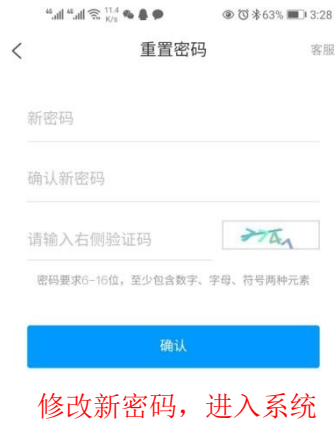 46 46 11.4 K/s 63% 3:28
重置密码 客服
新密码
确认新密码
请输入右侧验证码
密码要求6-16位，至少包含数字、字母、符号两种元素
确认
修改新密码，进入系统